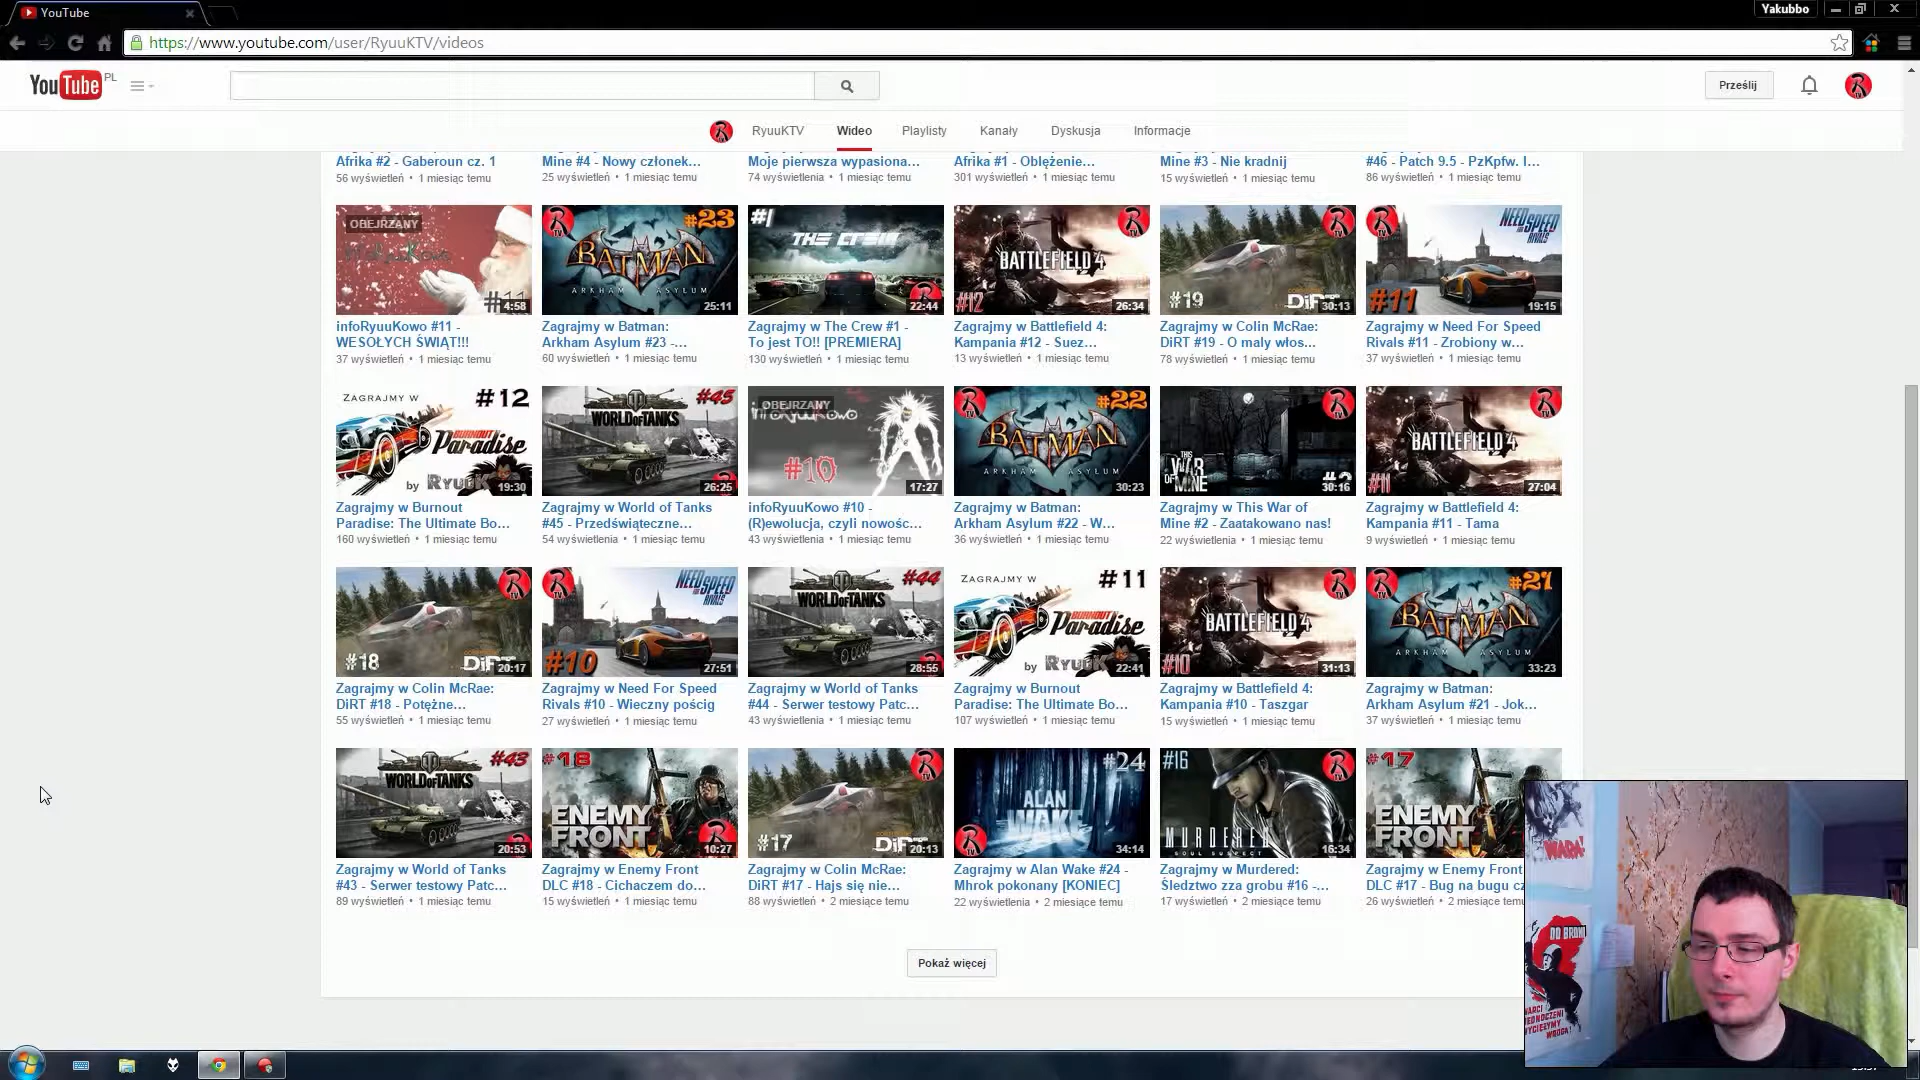 YouTube
Yakubbo
https://www.youtube.com/user/RyuuKTV/videos
YouTube PL
Prześlij
RyuuKTV Wideo Playlisty Kanały Dyskusja Informacje
Afrika #2 - Gaberoun cz. 1
56 wyświetleń • 1 miesiąc temu
Mine #4 - Nowy członek...
25 wyświetleń • 1 miesiąc temu
Moje pierwsza wypasiona...
74 wyświetlenia • 1 miesiąc temu
Afrika #1 - Oblężenie...
301 wyświetleń • 1 miesiąc temu
Mine #3 - Nie kradnij
15 wyświetleń • 1 miesiąc temu
#46 - Patch 9.5 - PzKpfw. I...
86 wyświetleń • 1 miesiąc temu
OBEJRZANY
#11
4:58
infoRyuuKowo #11 -
WESOŁYCH ŚWIĄT!!!
37 wyświetleń • 1 miesiąc temu
#23
BATMAN
ARKHAM ASYLUM
25:11
Zagrajmy w Batman:
Arkham Asylum #23 -...
60 wyświetleń • 1 miesiąc temu
#1
THE CREW
22:44
Zagrajmy w The Crew #1 -
To jest TO!! [PREMIERA]
130 wyświetleń • 1 miesiąc temu
BATTLEFIELD 4
#12
26:34
Zagrajmy w Battlefield 4:
Kampania #12 - Suez...
13 wyświetleń • 1 miesiąc temu
#19
DiRT
30:13
Zagrajmy w Colin McRae:
DiRT #19 - O maly włos...
78 wyświetleń • 1 miesiąc temu
NEED FOR SPEED
RIVALS
#11
19:15
Zagrajmy w Need For Speed
Rivals #11 - Zrobiony w...
37 wyświetleń • 1 miesiąc temu
ZAGRAJMY W #12
BURNOUT
Paradise
by RYUUK
19:30
Zagrajmy w Burnout
Paradise: The Ultimate Bo...
160 wyświetleń • 1 miesiąc temu
#45
WORLD OF TANKS
26:25
Zagrajmy w World of Tanks
#45 - Przedświąteczne...
54 wyświetlenia • 1 miesiąc temu
OBEJRZANY
#10
17:27
infoRyuuKowo #10 -
(R)ewolucja, czyli nowośc...
43 wyświetlenia • 1 miesiąc temu
#22
BATMAN
ARKHAM ASYLUM
30:23
Zagrajmy w Batman:
Arkham Asylum #22 - W...
36 wyświetleń • 1 miesiąc temu
THIS
WAR
OF MINE
#2
30:16
Zagrajmy w This War of
Mine #2 - Zaatakowano nas!
22 wyświetlenia • 1 miesiąc temu
BATTLEFIELD 4
#11
27:04
Zagrajmy w Battlefield 4:
Kampania #11 - Tama
9 wyświetleń • 1 miesiąc temu
#18
DiRT
20:17
Zagrajmy w Colin McRae:
DiRT #18 - Potężne...
55 wyświetleń • 1 miesiąc temu
NEED FOR SPEED
RIVALS
#10
27:51
Zagrajmy w Need For Speed
Rivals #10 - Wieczny pościg
27 wyświetleń • 1 miesiąc temu
#44
WORLD OF TANKS
28:55
Zagrajmy w World of Tanks
#44 - Serwer testowy Patc...
43 wyświetlenia • 1 miesiąc temu
ZAGRAJMY W #11
BURNOUT
Paradise
by RYUUK
22:41
Zagrajmy w Burnout
Paradise: The Ultimate Bo...
107 wyświetleń • 1 miesiąc temu
BATTLEFIELD 4
#10
31:13
Zagrajmy w Battlefield 4:
Kampania #10 - Taszgar
15 wyświetleń • 1 miesiąc temu
#21
BATMAN
ARKHAM ASYLUM
33:23
Zagrajmy w Batman:
Arkham Asylum #21 - Jok...
37 wyświetleń • 1 miesiąc temu
#43
WORLD OF TANKS
20:53
Zagrajmy w World of Tanks
#43 - Serwer testowy Patc...
89 wyświetleń • 1 miesiąc temu
#18
ENEMY
FRONT
10:27
Zagrajmy w Enemy Front
DLC #18 - Cichaczem do...
15 wyświetleń • 1 miesiąc temu
#17
DiRT
20:13
Zagrajmy w Colin McRae:
DiRT #17 - Hajs się nie...
88 wyświetleń • 2 miesiące temu
#24
ALAN
WAKE
34:14
Zagrajmy w Alan Wake #24 -
Mhrok pokonany [KONIEC]
22 wyświetlenia • 2 miesiące temu
#16
MURDERED
SOUL SUSPECT
16:34
Zagrajmy w Murdered:
Śledztwo zza grobu #16 -...
17 wyświetleń • 2 miesiące temu
#17
ENEMY
FRONT
Zagrajmy w Enemy Front
DLC #17 - Bug na bugu cz
26 wyświetleń • 2 miesiące temu
Pokaż więcej
WARA!
DO BRONI